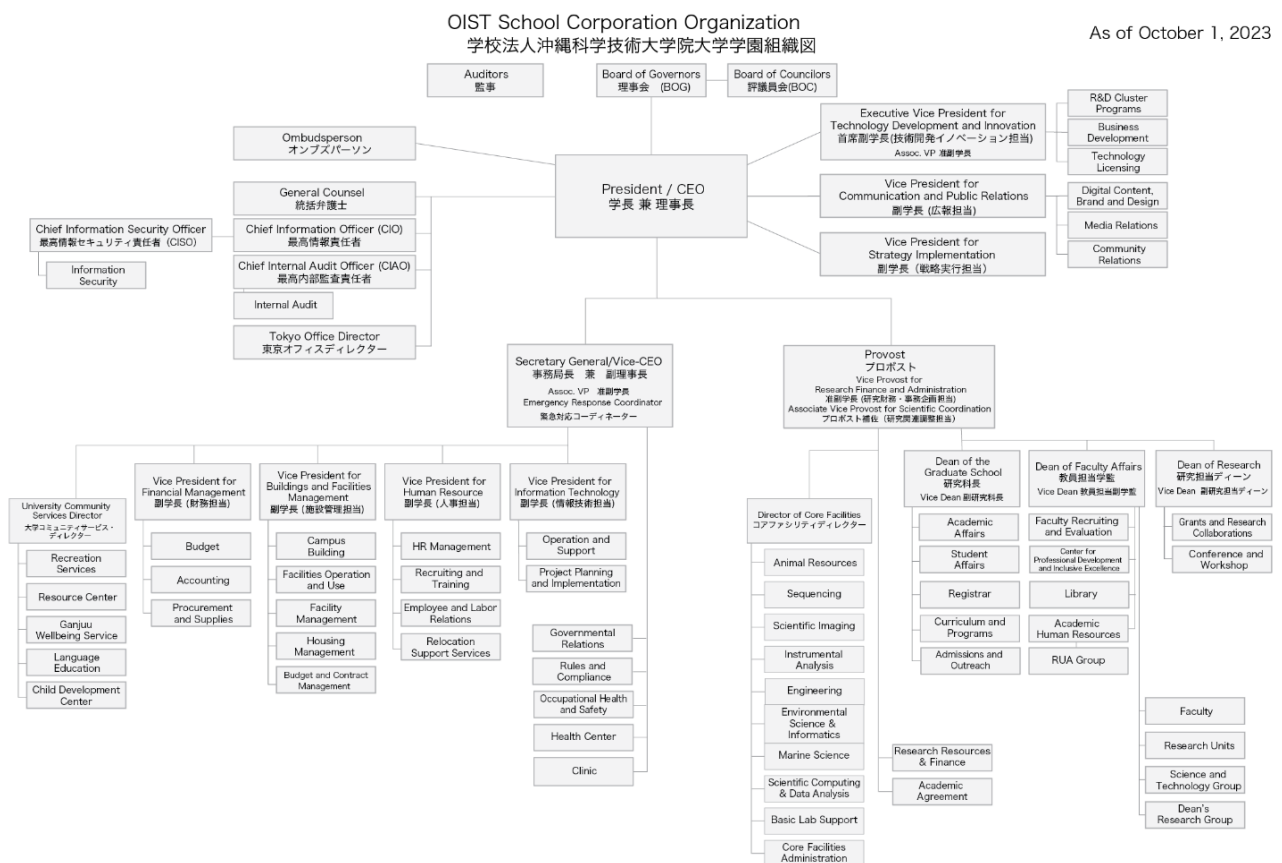 OIST School Corporation Organization
学校法人沖縄科学技術大学院大学学園組織図
As of October 1, 2023
Auditors
監事
Board of Governors
理事会 (BOG)
Board of Councilors
評議員会(BOC)
Ombudsperson
オンブズパーソン
General Counsel
統括弁護士
Chief Information Security Officer
最高情報セキュリティ責任者 (CISO)
Information
Security
Chief Information Officer (CIO)
最高情報責任者
Chief Internal Audit Officer (CIAO)
最高内部監査責任者
Internal Audit
Tokyo Office Director
東京オフィスディレクター
President / CEO
学長 兼 理事長
Executive Vice President for
Technology Development and Innovation
首席副学長(技術開発イノベーション担当)
Assoc. VP 准副学長
R&D Cluster
Programs
Business
Development
Technology
Licensing
Vice President for
Communication and Public Relations
副学長 (広報担当)
Digital Content,
Brand and Design
Media Relations
Community
Relations
Vice President for
Strategy Implementation
副学長 (戦略実行担当)
Secretary General/Vice-CEO
事務局長 兼 副理事長
Assoc. VP 准副学長
Emergency Response Coordinator
緊急対応コーディネーター
Provost
プロボスト
Vice Provost for
Research Finance and Administration
准副学長 (研究財務・事務企画担当)
Associate Vice Provost for Scientific Coordination
プロボスト補佐 (研究関連調整担当)
University Community
Services Director
大学コミュニティサービス・
ディレクター
Recreation
Services
Resource Center
Ganjuu
Wellbeing Service
Language
Education
Child Development
Center
Vice President for
Financial Management
副学長 (財務担当)
Budget
Accounting
Procurement
and Supplies
Vice President for
Buildings and Facilities
Management
副学長 (施設管理担当)
Campus
Building
Facilities Operation
and Use
Facility
Management
Housing
Management
Budget and Contract
Management
Vice President for
Human Resource
副学長 (人事担当)
HR Management
Recruiting and
Training
Employee and Labor
Relations
Relocation
Support Services
Vice President for
Information Technology
副学長 (情報技術担当)
Operation and
Support
Project Planning
and Implementation
Governmental
Relations
Rules and
Compliance
Occupational Health
and Safety
Health Center
Clinic
Director of Core Facilities
コアファシリティディレクター
Animal Resources
Sequencing
Scientific Imaging
Instrumental
Analysis
Engineering
Environmental
Science &
Informatics
Marine Science
Scientific Computing
& Data Analysis
Basic Lab Support
Core Facilities
Administration
Research Resources
& Finance
Academic
Agreement
Dean of the
Graduate School
研究科長
Vice Dean 副研究科長
Academic
Affairs
Student
Affairs
Registrar
Curriculum and
Programs
Admissions and
Outreach
Dean of Faculty Affairs
教員担当学監
Vice Dean 教員担当副学監
Faculty Recruiting
and Evaluation
Center for
Professional Development
and Inclusive Excellence
Library
Academic
Human Resources
RUA Group
Faculty
Research Units
Science and
Technology Group
Dean's
Research Group
Dean of Research
研究担当ディーン
Vice Dean 副研究担当ディーン
Grants and Research
Collaborations
Conference and
Workshop